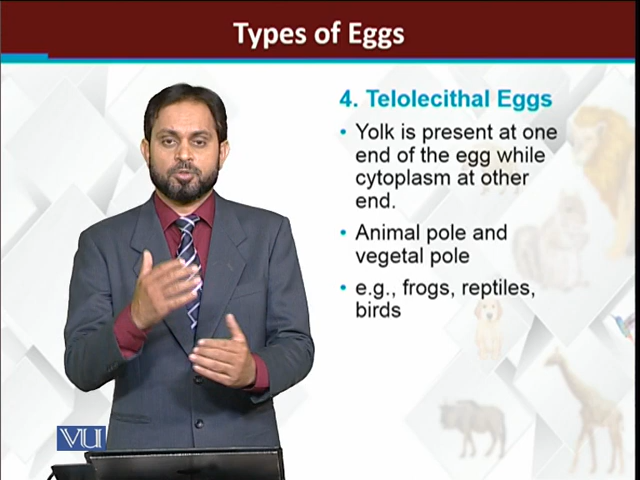 Types of Eggs
4. Telolecithal Eggs
• Yolk is present at one
end of the egg while
cytoplasm at other
end.
• Animal pole and
vegetal pole
• e.g., frogs, reptiles,
birds
VU